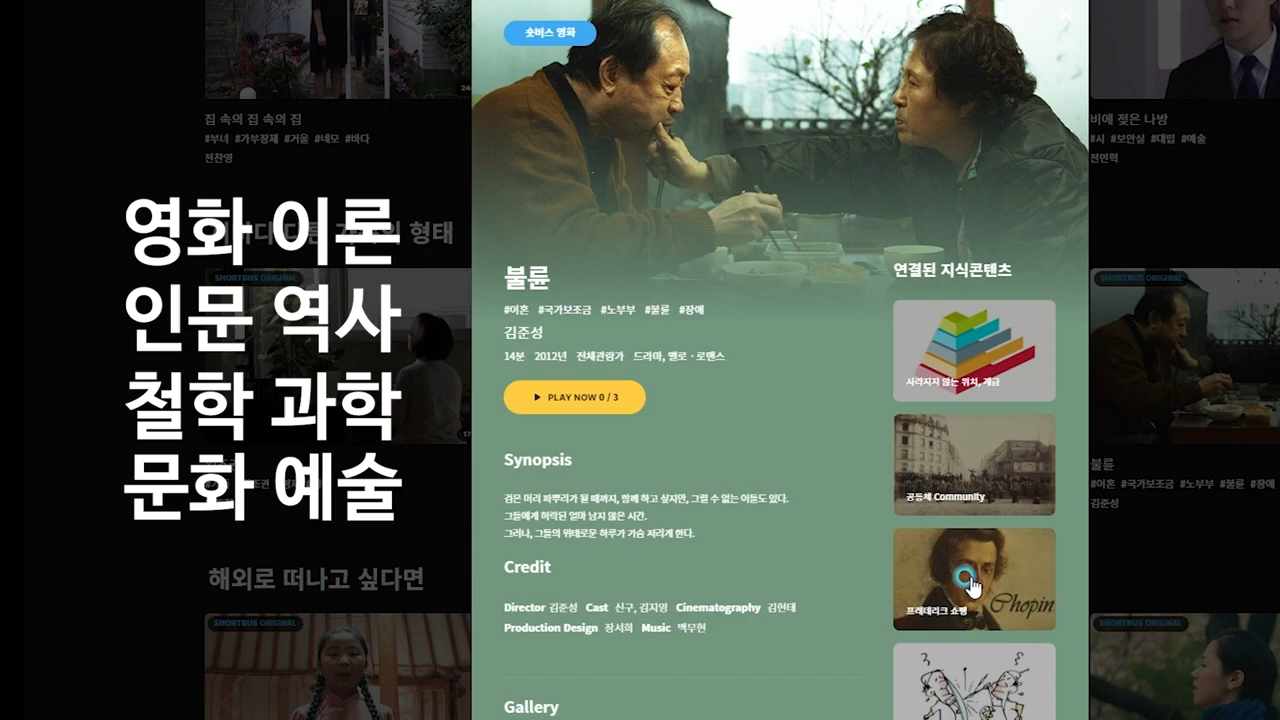 숏버스 영화
24
집 속의 집 속의 집
#부녀 #가부장제 #거울 #네모 #바다
전찬영
영화 이론
인문 역사
철학 과학
문화 예술
형태
SHORTBUS ORIGINAL
17
해외로 떠나고 싶다면
SHORTBUS ORIGINAL
불륜
#이혼 #국가보조금 #노부부 #불륜 #장애
김준성
14분 2012년 전체관람가 드라마, 멜로 · 로맨스
PLAY NOW 0 / 3
Synopsis
검은 머리 파뿌리가 될 때까지, 함께 하고 싶지만, 그럴 수 없는 이들도 있다.
그들에게 허락된 얼마 남지 않은 시간.
그러나, 그들의 위태로운 하루가 가슴 저리게 한다.
Credit
Director 김준성 Cast 신구, 김지영 Cinematography 김현태
Production Design 장서희 Music 백무현
Gallery
연결된 지식콘텐츠
사라지지 않는 위치, 계급
공동체 Community
프레데리크 쇼팽
Chopin
비에 젖은 나방
#시 #보안실 #대립 #예술
전민혁
SHORTBUS ORIGINAL
불륜
#이혼 #국가보조금 #노부부 #불륜 #장애
김준성
SHORTBUS ORIGINAL